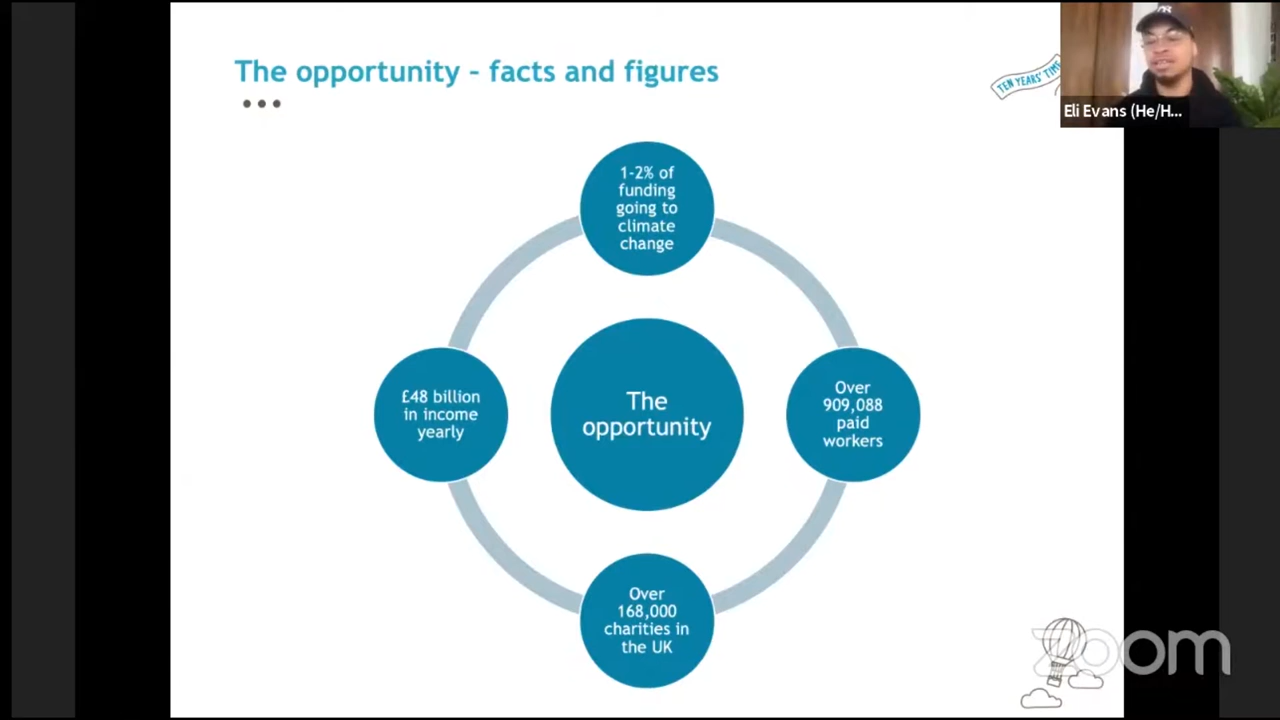 The opportunity - facts and figures
TEN YEARS' TIME
Eli Evans (He/H...
1-2% of
funding
going to
climate
change
£48 billion
in income
yearly
The
opportunity
Over
909,088
paid
workers
Over
168,000
charities in
the UK
zoom